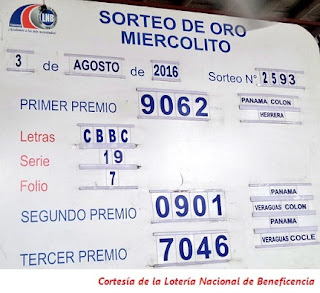 LNB
SORTEO DE ORO
MIERCOLITO
3 de AGOSTO de 2016 Sorteo N° 2593
PRIMER PREMIO 9062 PANAMA COLON
HERRERA
Letras CBBC
Serie 19
Folio 7
SEGUNDO PREMIO 0901 PANAMA
VERAGUAS COLON
TERCER PREMIO 7046 PANAMA
VERAGUAS COCLE
Cortesía de la Lotería Nacional de Beneficencia